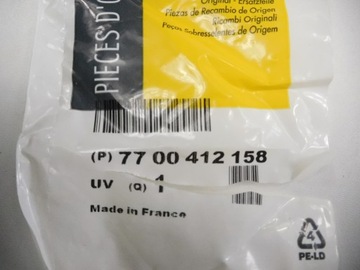 PIECES D'O
Original - Ersatzteile
Piezas de Recambio de Origen
Ricambi Originali
Peças Sobresselentes de Origem
(P) 77 00 412 158
UV (Q) 1
Made in France
4
PE-LD